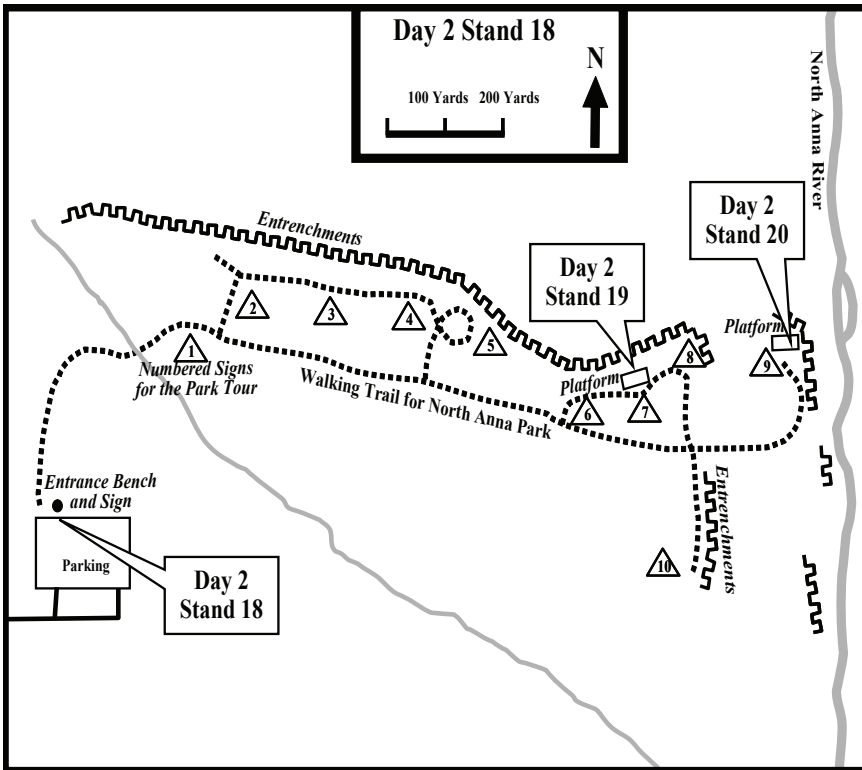 Day 2 Stand 18
N
100 Yards 200 Yards
North Anna River
Day 2
Stand 20
Entrenchments
Day 2
Stand 19
2
3
4
5
8
Platform
9
1
Numbered Signs
for the Park Tour
Walking Trail for North Anna Park
Platform
6
7
Entrance Bench
and Sign
Parking
Day 2
Stand 18
Entrenchments
10